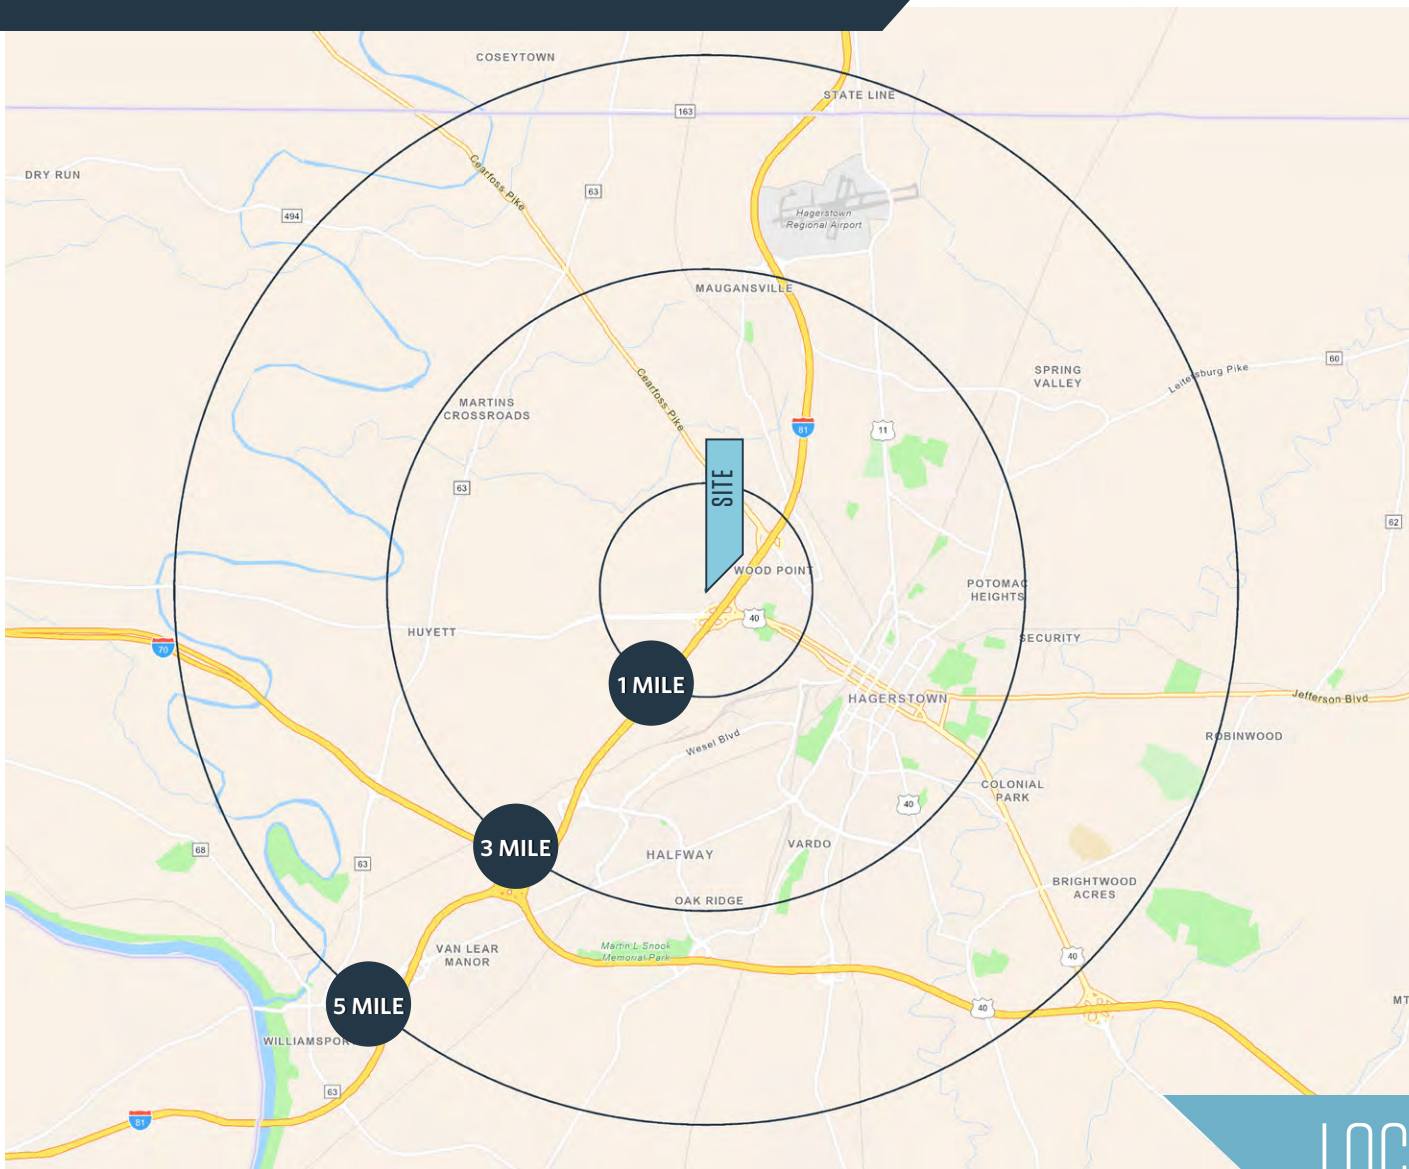 COSEYTOWN
STATE LINE
163
DRY RUN
Cearfoss Pike
63
494
Hagerstown
Regional Airport
MAUGANSVILLE
60
SPRING
VALLEY
Leitersburg Pike
Cearfoss Pike
MARTINS
CROSSROADS
81
11
SITE
63
62
WOOD POINT
POTOMAC
HEIGHTS
40
HUYETT
SECURITY
70
1 MILE
HAGERSTOWN
Jefferson Blvd
Wesel Blvd
ROBINWOOD
COLONIAL
PARK
40
3 MILE
VARDO
68
HALFWAY
63
BRIGHTWOOD
ACRES
OAK RIDGE
Martin L Snook
Memorial Park
VAN LEAR
MANOR
40
5 MILE
40
MT
WILLIAMSPOR
63
81
LOC